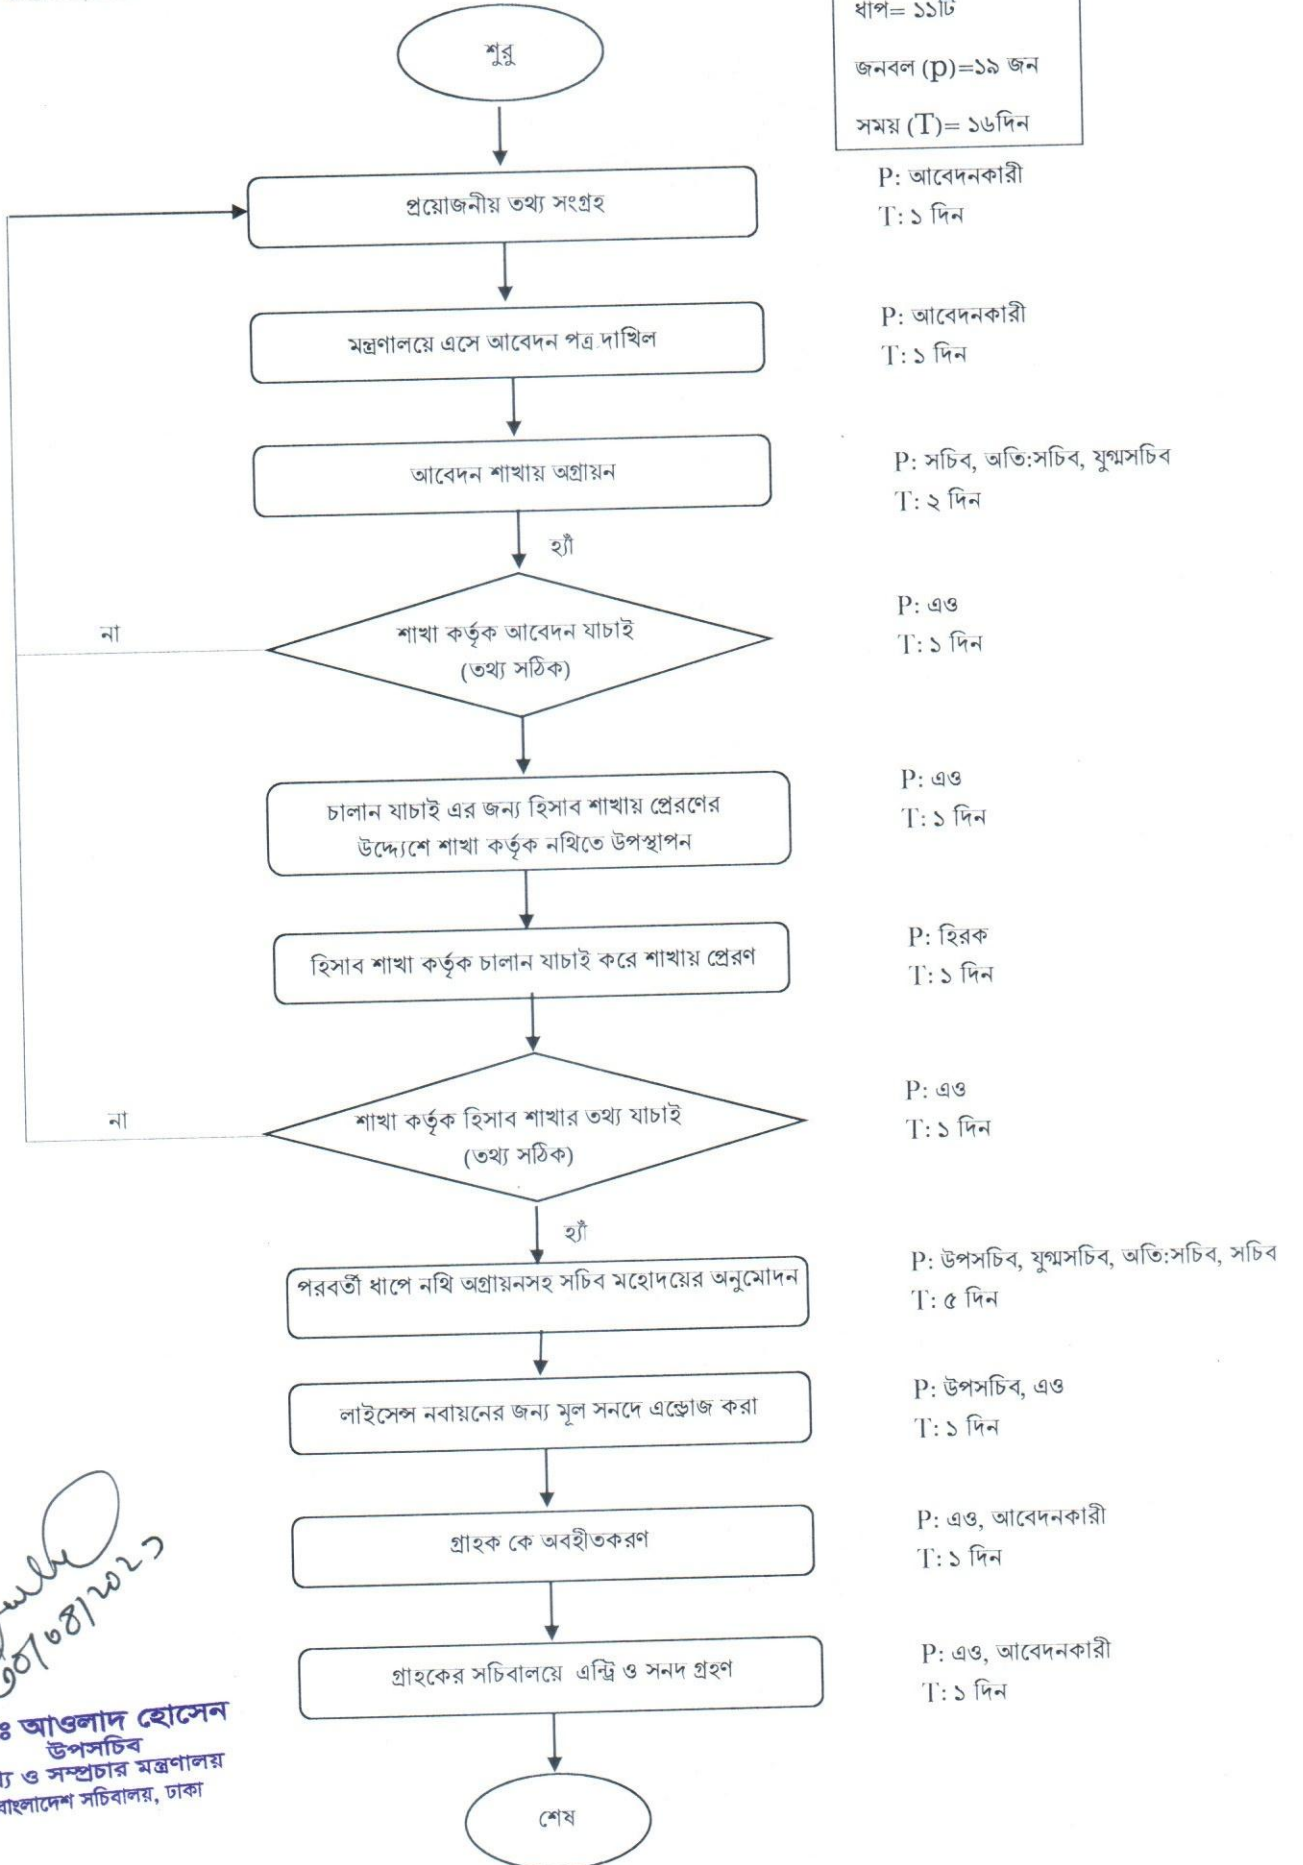 শুরু
ধাপ= ১১টি
জনবল (p)=১৯ জন
সময় (T)= ১৬দিন
প্রয়োজনীয় তথ্য সংগ্রহ
P: আবেদনকারী
T: ১ দিন
মন্ত্রণালয়ে এসে আবেদন পত্র দাখিল
P: আবেদনকারী
T: ১ দিন
আবেদন শাখায় অগ্রায়ন
P: সচিব, অতি:সচিব, যুগ্মসচিব
T: ২ দিন
হ্যাঁ
না
শাখা কর্তৃক আবেদন যাচাই
(তথ্য সঠিক)
P: এও
T: ১ দিন
চালান যাচাই এর জন্য হিসাব শাখায় প্রেরণের
উদ্দ্যেশে শাখা কর্তৃক নথিতে উপস্থাপন
P: এও
T: ১ দিন
হিসাব শাখা কর্তৃক চালান যাচাই করে শাখায় প্রেরণ
P: হিরক
T: ১ দিন
না
শাখা কর্তৃক হিসাব শাখার তথ্য যাচাই
(তথ্য সঠিক)
P: এও
T: ১ দিন
হ্যাঁ
পরবর্তী ধাপে নথি অগ্রায়নসহ সচিব মহোদয়ের অনুমোদন
P: উপসচিব, যুগ্মসচিব, অতি:সচিব, সচিব
T: ৫ দিন
লাইসেন্স নবায়নের জন্য মূল সনদে এন্ড্রোজ করা
P: উপসচিব, এও
T: ১ দিন
গ্রাহক কে অবহীতকরণ
P: এও, আবেদনকারী
T: ১ দিন
গ্রাহকের সচিবালয়ে এন্ট্রি ও সনদ গ্রহণ
P: এও, আবেদনকারী
T: ১ দিন
আওলাদ হোসেন
উপসচিব
ও সম্প্রচার মন্ত্রণালয়
বাংলাদেশ সচিবালয়, ঢাকা
শেষ